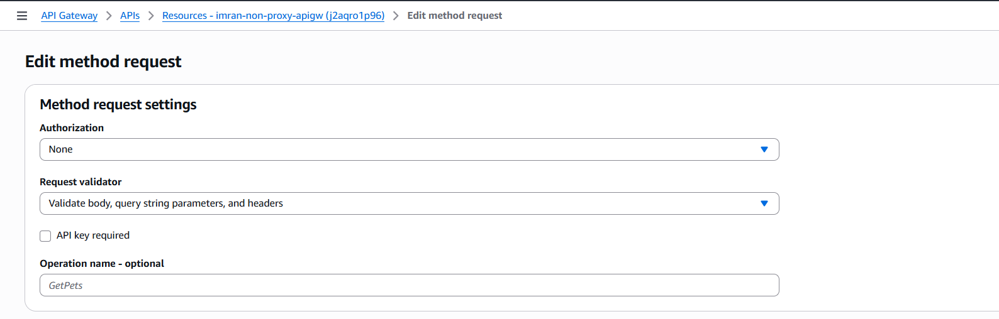 API Gateway > APIs > Resources - imran-non-proxy-apigw (j2aqro1p96) > Edit method request
Edit method request
Method request settings
Authorization
None
Request validator
Validate body, query string parameters, and headers
API key required
Operation name - optional
GetPets